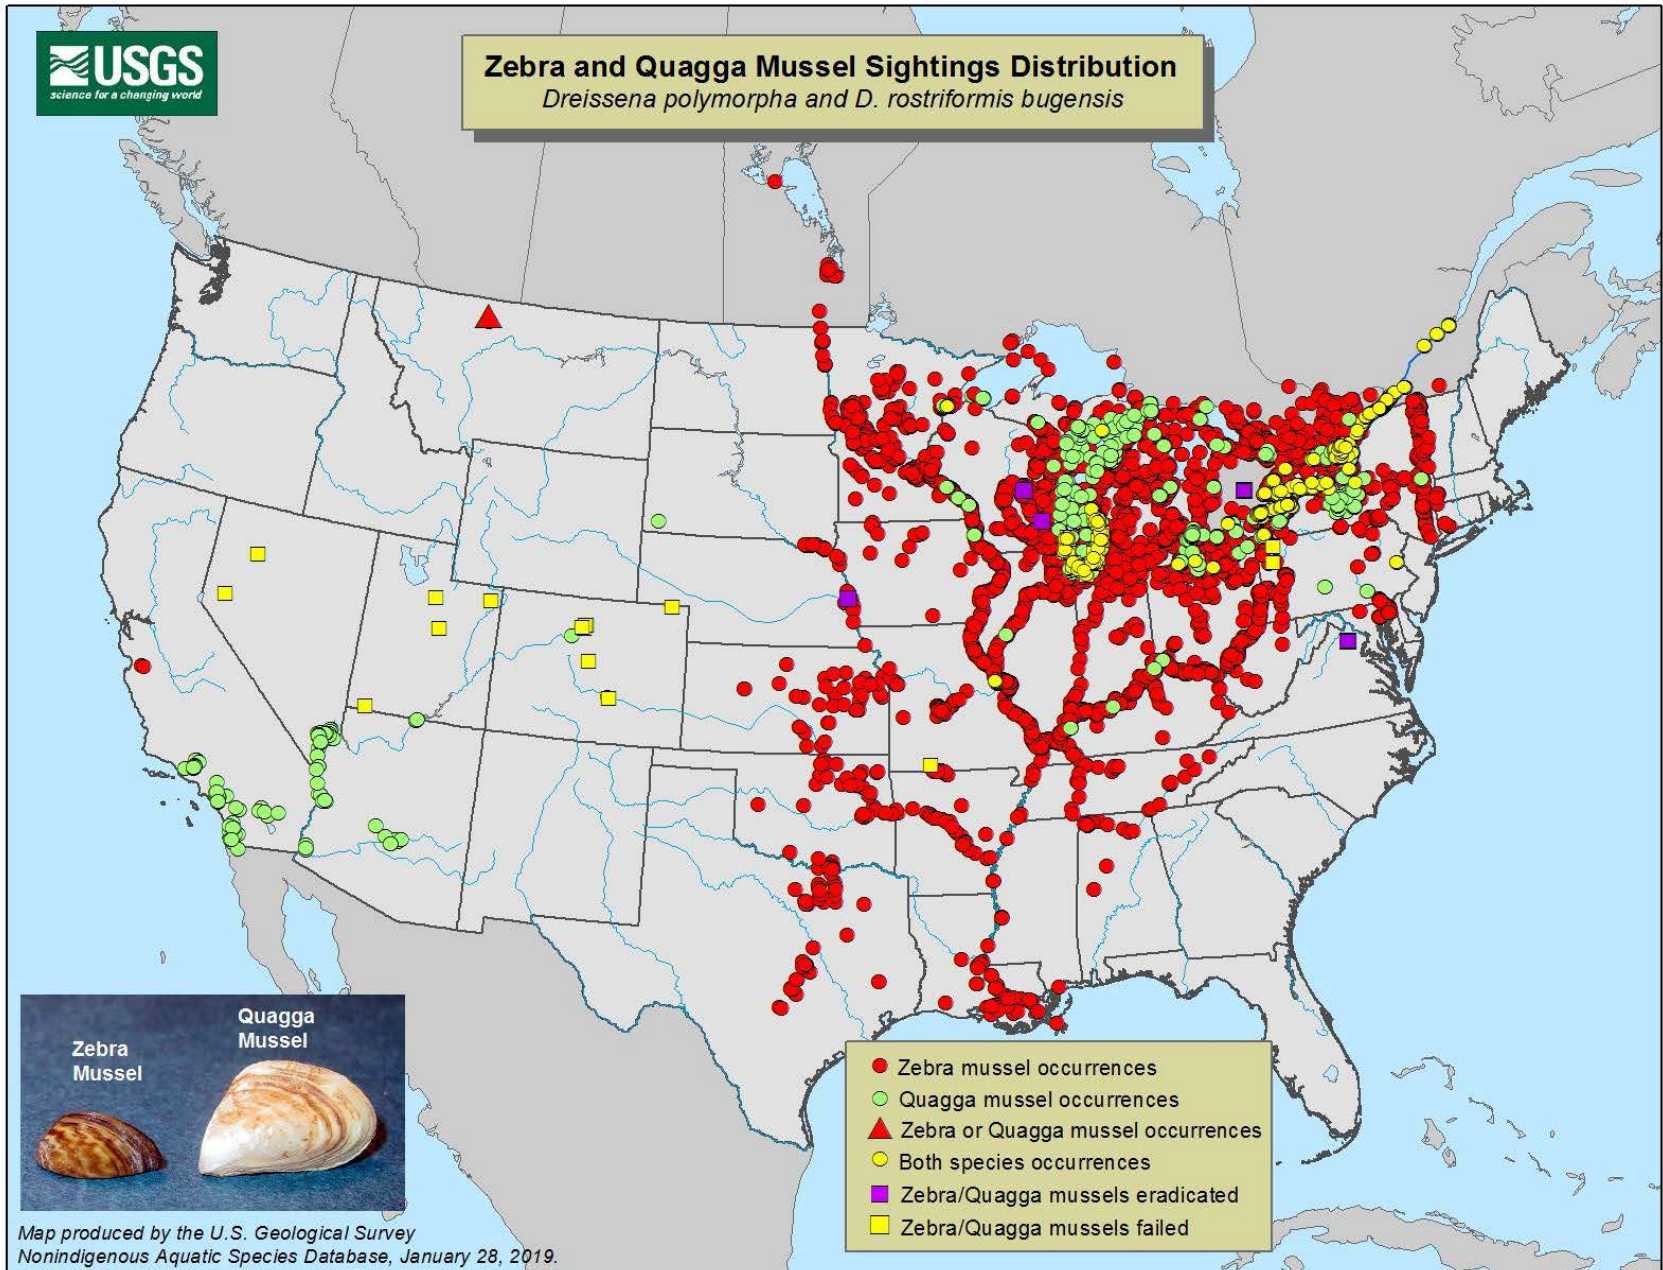 USGS
science for a changing world
Zebra and Quagga Mussel Sightings Distribution
Dreissena polymorpha and D. rostriformis bugensis
Zebra
Mussel
Quagga
Mussel
Zebra mussel occurrences
Quagga mussel occurrences
Zebra or Quagga mussel occurrences
Both species occurrences
Zebra/Quagga mussels eradicated
Zebra/Quagga mussels failed
Map produced by the U.S. Geological Survey
Nonindigenous Aquatic Species Database, January 28, 2019.